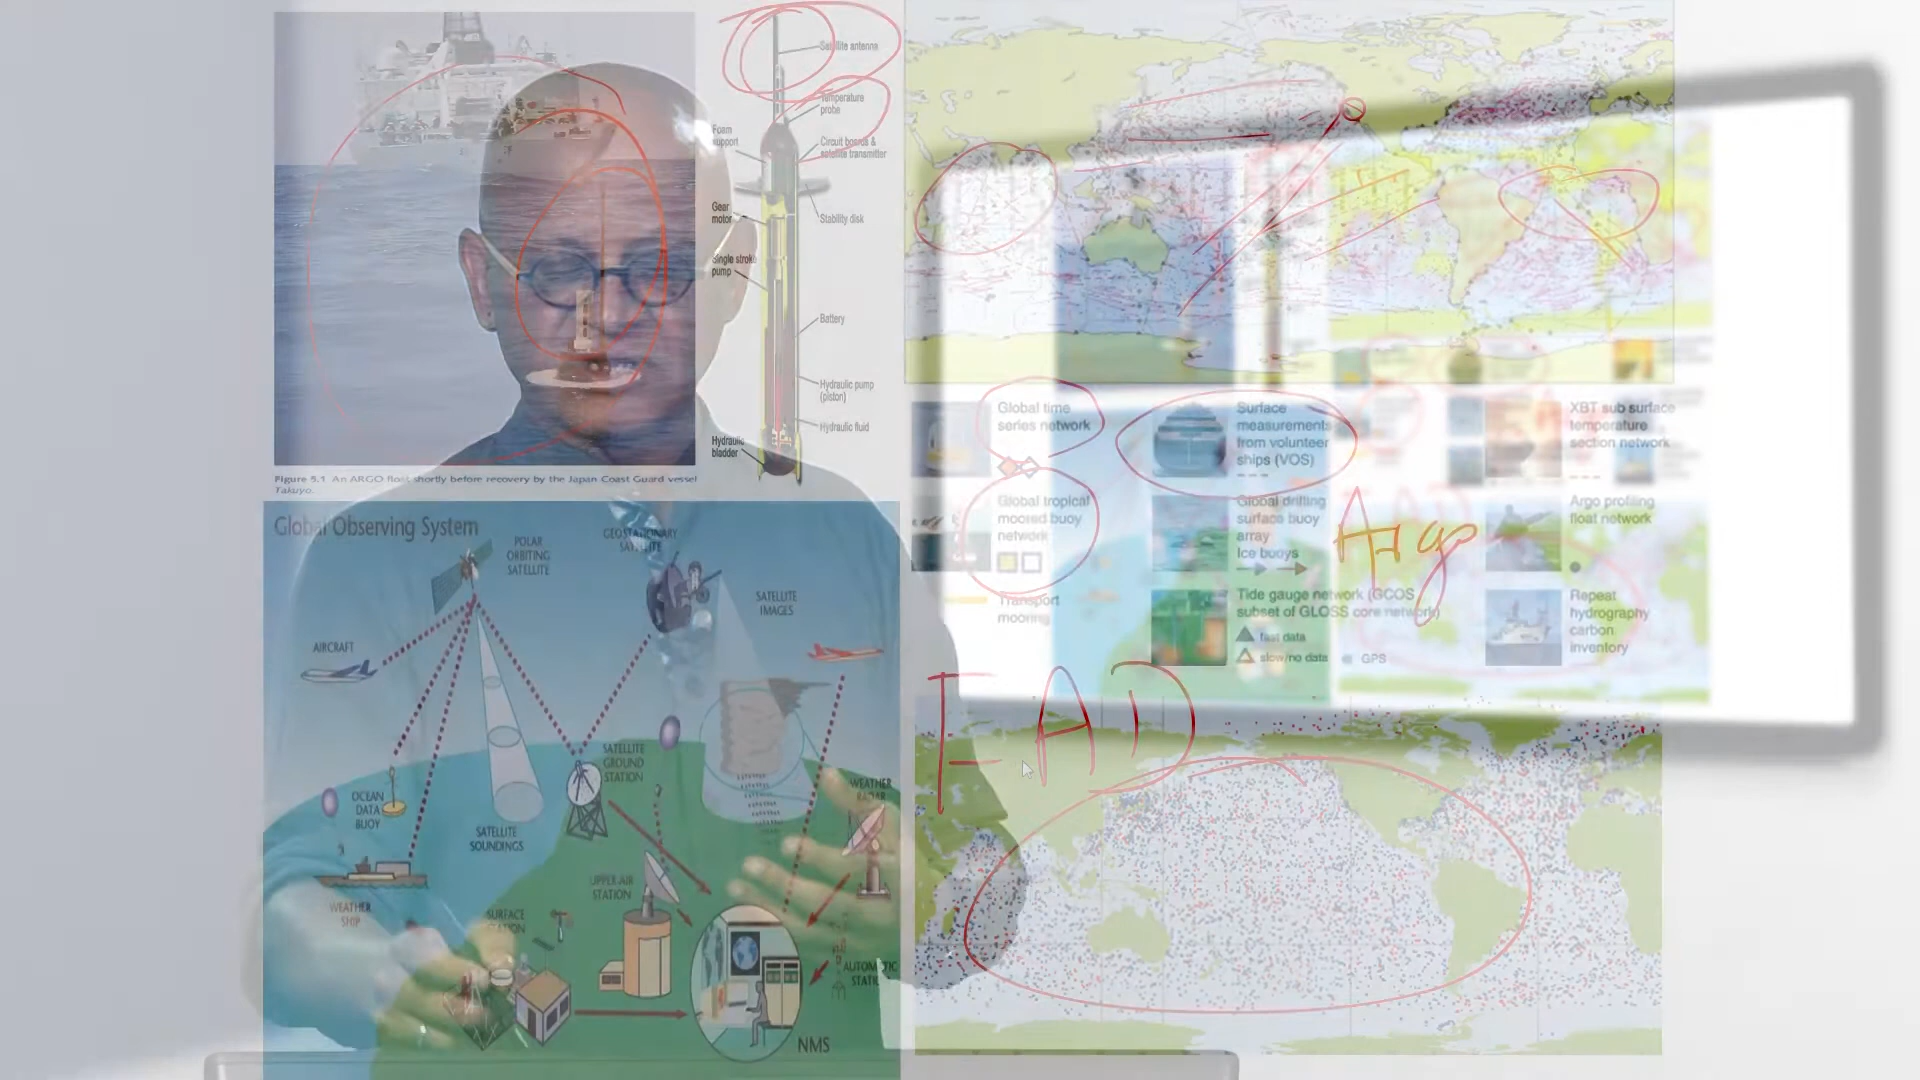 Satellite antenna
Temperature
probe
Foam
support
Circuit boards &
satellite transmitter
Gear
motor
Stability disk
Single stroke
pump
Battery
Hydraulic pump
(piston)
Hydraulic fluid
Hydraulic
bladder
Figure 5.1 An ARGO float shortly before recovery by the Japan Coast Guard vessel
Takuyo.
Global time
series network
Surface
measurements
from volunteer
ships (VOS)
XBT sub surface
temperature
section network
Global tropical
moored buoy
network
Global drifting
surface buoy
array
Ice buoys
Argo
Argo profiling
float network
Transport
mooring
Tide gauge network (GCOS
subset of GLOSS core network)
fast data
slow/no data
GPS
Repeat
hydrography
carbon
inventory
Global Observing System
POLAR
ORBITING
SATELLITE
GEOSTATIONARY
SATELLITE
SATELLITE
IMAGES
AIRCRAFT
SATELLITE
GROUND
STATION
OCEAN
DATA
BUOY
SATELLITE
SOUNDINGS
WEATHER
RADAR
UPPER-AIR
STATION
WEATHER
SHIP
SURFACE
STATION
AUTOMATIC
STATION
NMS